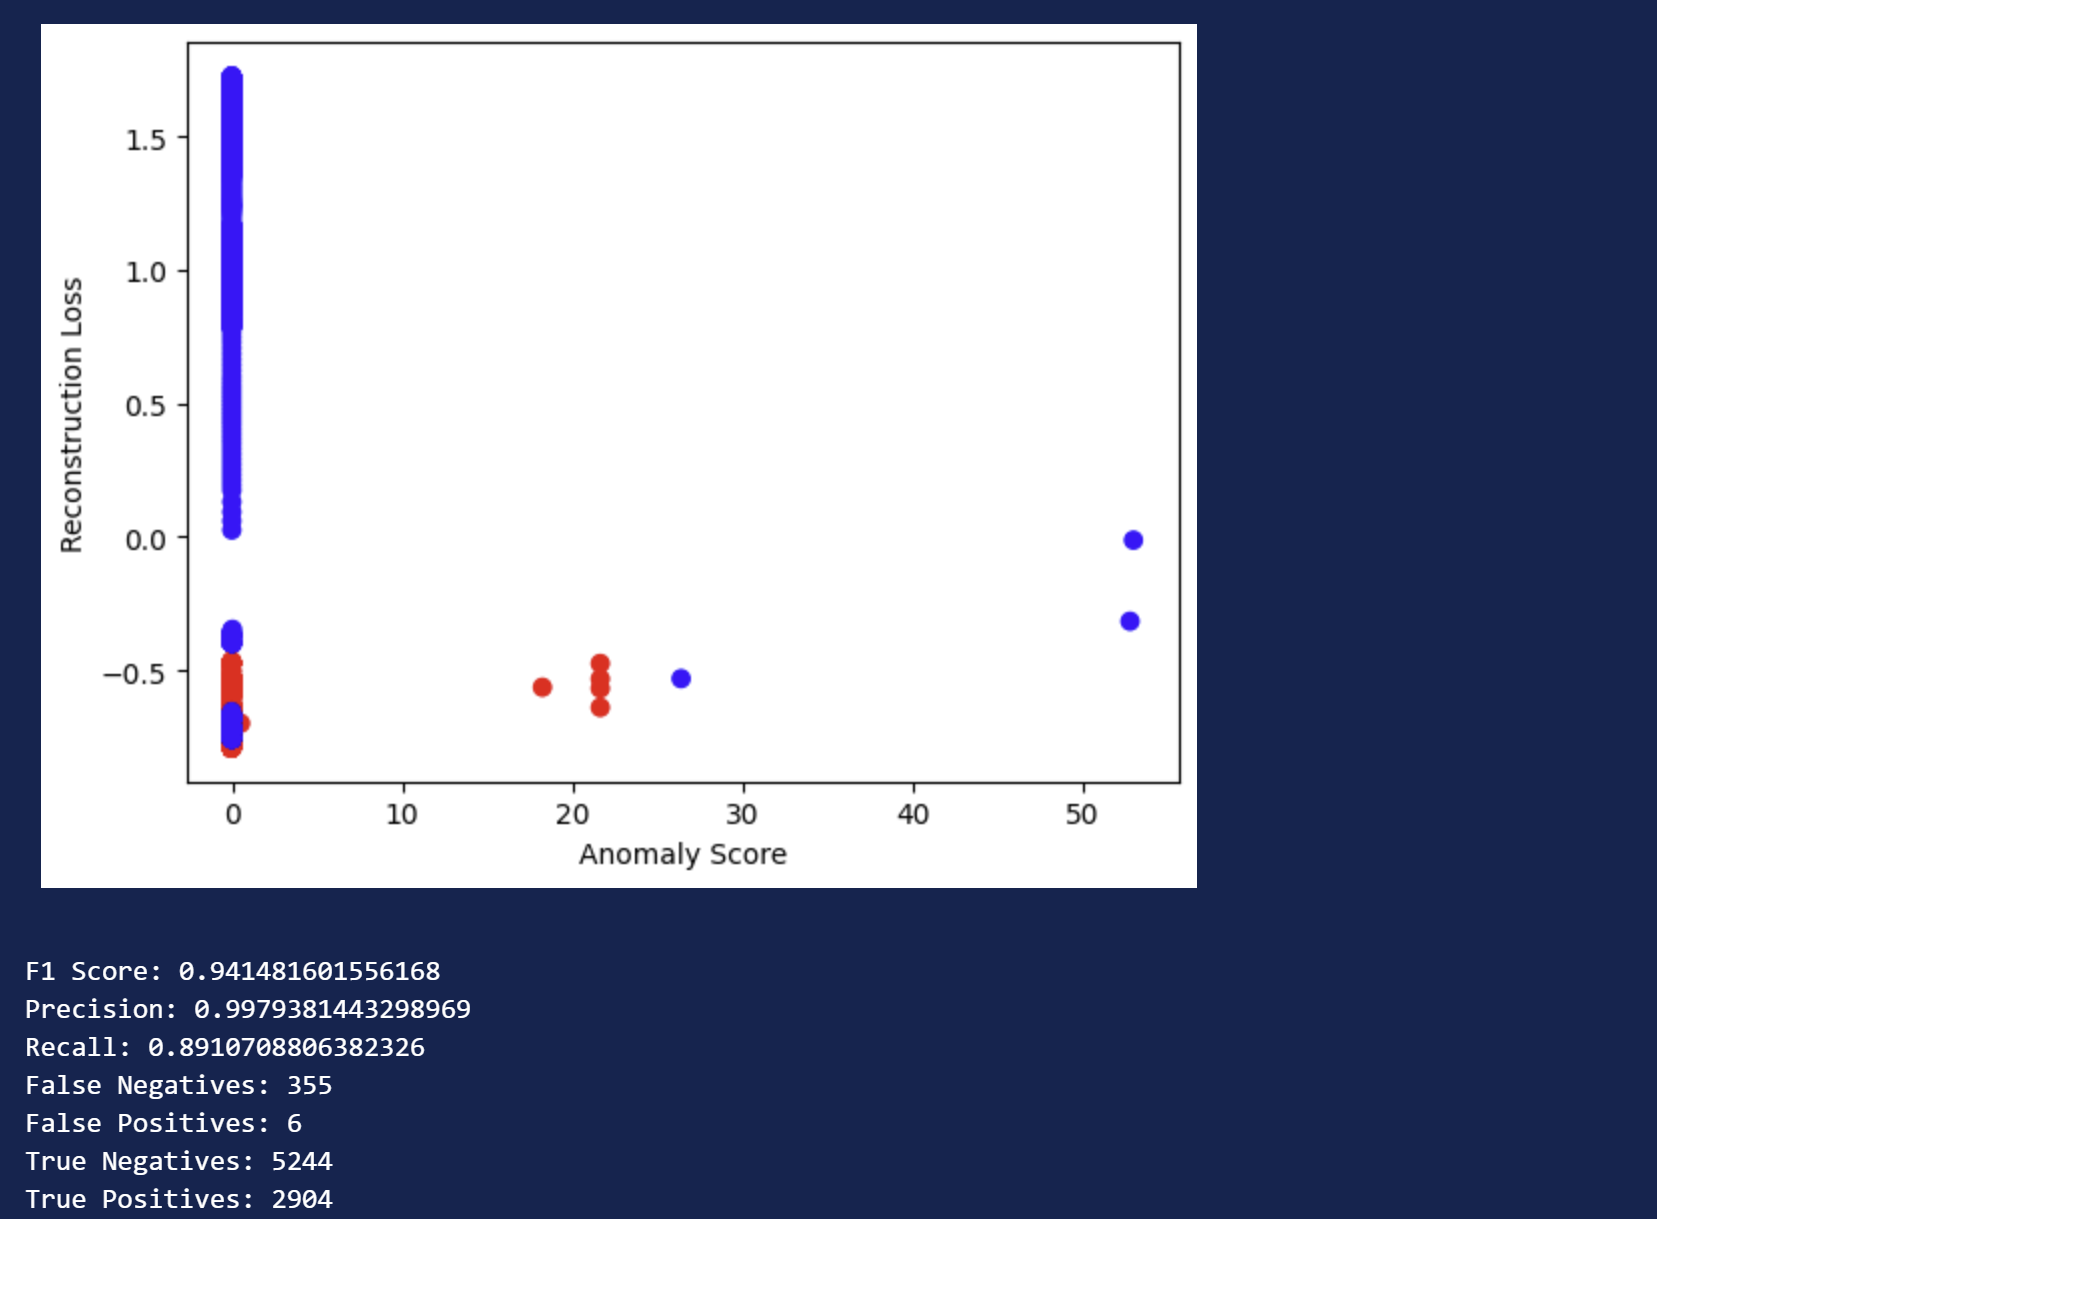 1.5
1.0
0.5
0.0
−0.5
Reconstruction Loss
0 10 20 30 40 50
Anomaly Score
F1 Score: 0.941481601556168
Precision: 0.9979381443298969
Recall: 0.8910708806382326
False Negatives: 355
False Positives: 6
True Negatives: 5244
True Positives: 2904